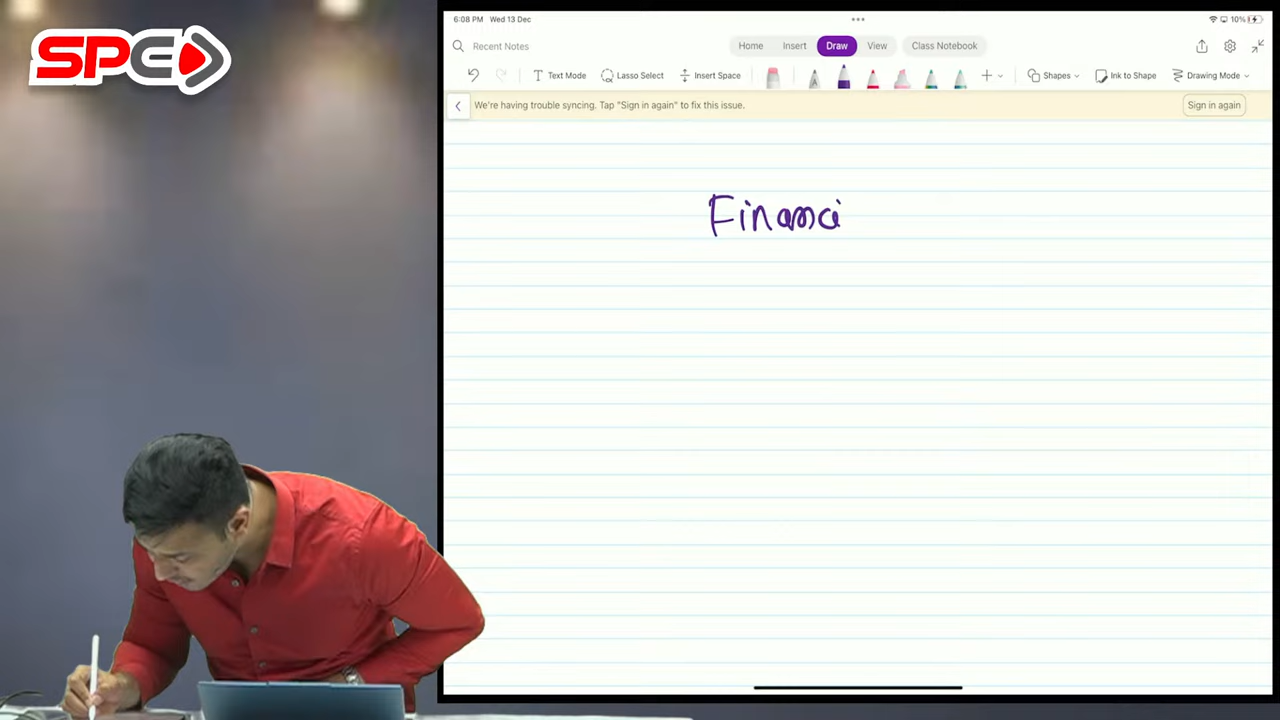 SPE
6:08 PM Wed 13 Dec
10%
Recent Notes
Home Insert Draw View Class Notebook
Text Mode Lasso Select Insert Space Shapes Ink to Shape Drawing Mode
We're having trouble syncing. Tap "Sign in again" to fix this issue. Sign in again
Financi